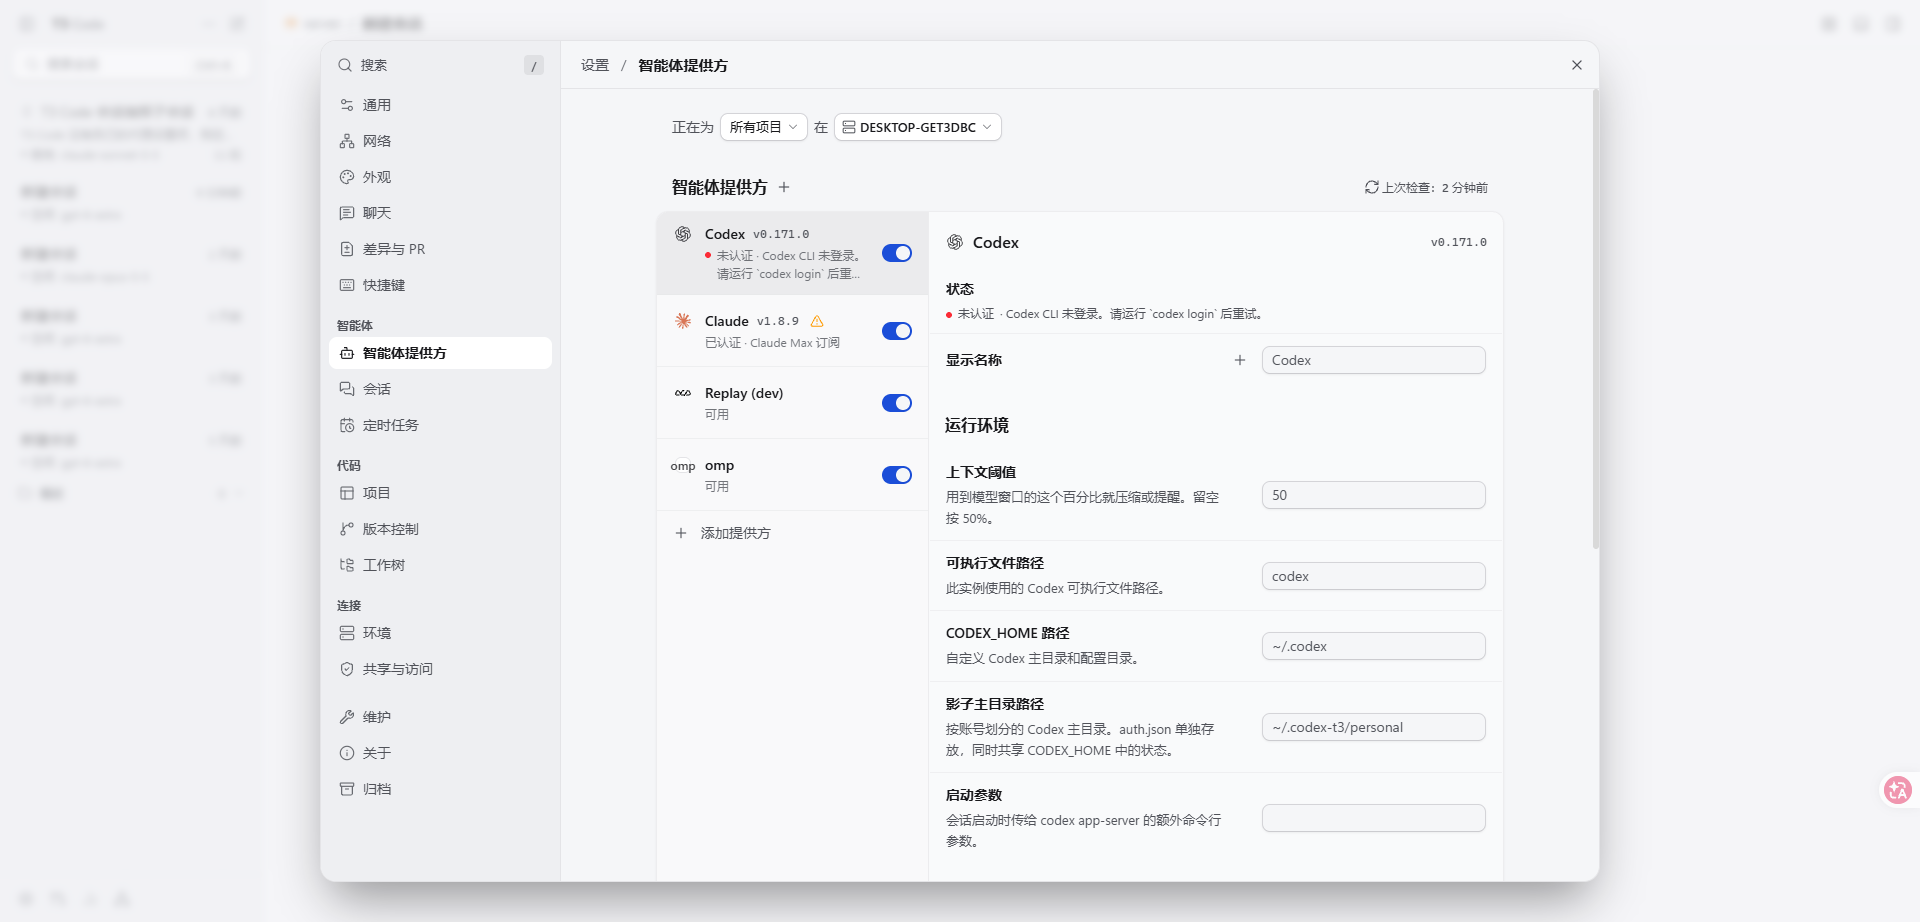 搜索
/
通用
网络
外观
聊天
差异与 PR
快捷键
智能体
智能体提供方
会话
定时任务
代码
项目
版本控制
工作树
连接
环境
共享与访问
维护
关于
归档
设置 / 智能体提供方
正在为 所有项目 在 DESKTOP-GET3DBC
智能体提供方
上次检查：2 分钟前
Codex v0.171.0
未认证 · Codex CLI 未登录。
请运行 `codex login` 后重...
Claude v1.8.9
已认证 · Claude Max 订阅
Replay (dev)
可用
omp omp
可用
添加提供方
Codex v0.171.0
状态
未认证 · Codex CLI 未登录。请运行 `codex login` 后重试。
显示名称
Codex
运行环境
上下文阈值
用到模型窗口的这个百分比就压缩或提醒。留空
按 50%。
50
可执行文件路径
此实例使用的 Codex 可执行文件路径。
codex
CODEX_HOME 路径
自定义 Codex 主目录和配置目录。
~/.codex
影子主目录路径
按账号划分的 Codex 主目录。auth.json 单独存
放，同时共享 CODEX_HOME 中的状态。
~/.codex-t3/personal
启动参数
会话启动时传给 codex app-server 的额外命令行
参数。